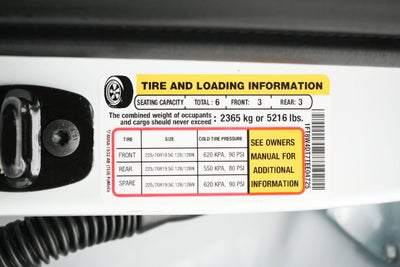 TIRE AND LOADING INFORMATION
SEATING CAPACITY TOTAL: 6 FRONT: 3 REAR: 3
The combined weight of occupants
and cargo should never exceed : 2365 kg or 5216 lbs.
TIRE SIZE COLD TIRE PRESSURE
FRONT 225/70R19.5G 128/126N 620 KPA, 90 PSI
REAR 225/70R19.5G 128/126N 550 KPA, 80 PSI
SPARE 225/70R19.5G 128/126N 620 KPA, 90 PSI
SEE OWNERS
MANUAL FOR
ADDITIONAL
INFORMATION